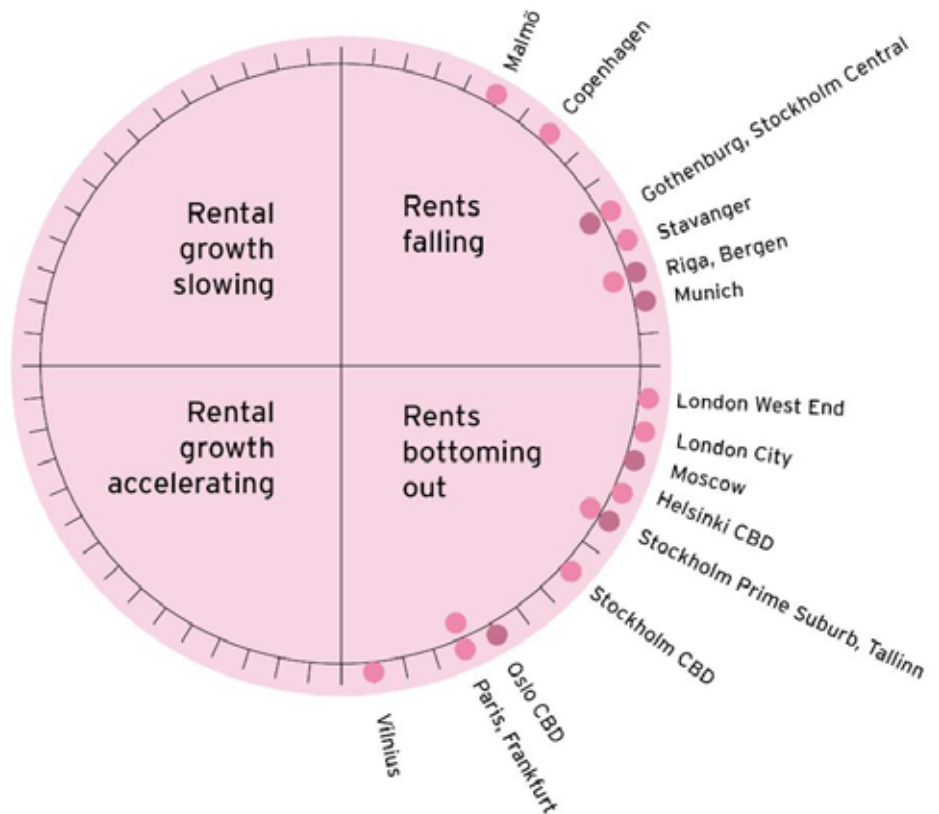 Malmö
Copenhagen
Gothenburg, Stockholm Central
Stavanger
Riga, Bergen
Munich
Rental
growth
slowing
Rents
falling
Rental
growth
accelerating
Rents
bottoming
out
London West End
London City
Moscow
Helsinki CBD
Stockholm Prime Suburb, Tallinn
Stockholm CBD
Oslo CBD
Paris, Frankfurt
Vilnius